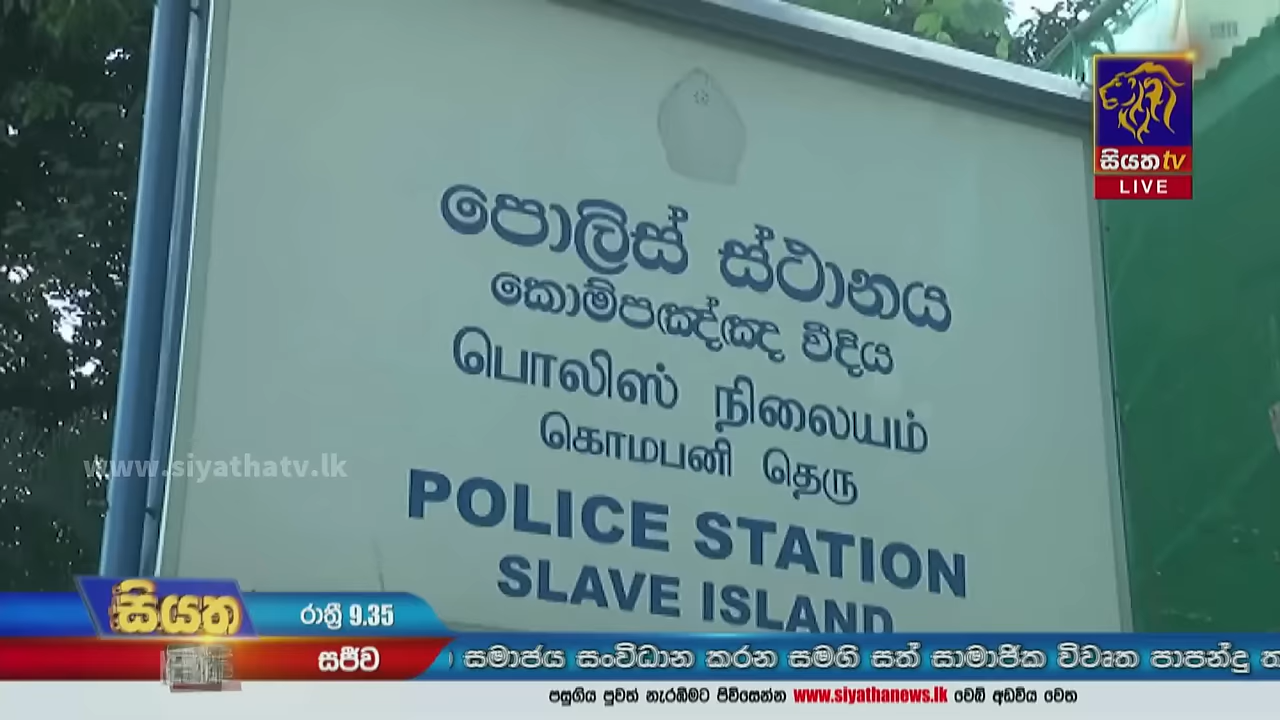 සියත tv
LIVE
පොලිස් ස්ථානය
කොම්පඤ්ඤ වීදිය
பொலிஸ் நிலையம்
கொமபனி தெரு
POLICE STATION
SLAVE ISLAND
www.siyathatv.lk
සියත
රාත්‍රී 9.35
සජීව
) සමාජය සංවිධාන කරන සමගි සත් සාමාජික විවෘත පාපන්දු ත
පසුගිය පුවත් නැරඹීමට පිවිසෙන්න www.siyathanews.lk වෙබ් අඩවිය වෙත